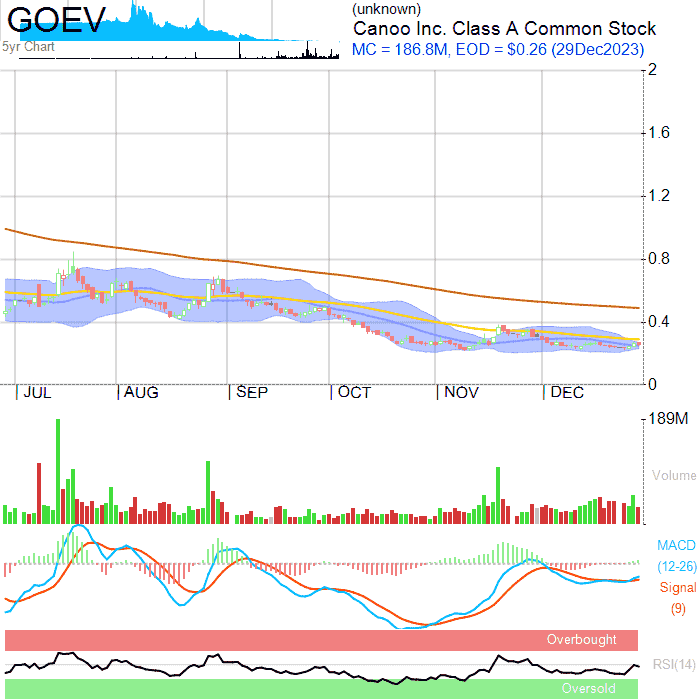 GOEV
(unknown)
Canoo Inc. Class A Common Stock
5yr Chart
MC = 186.8M, EOD = $0.26 (29Dec2023)
2
1.6
1.2
0.8
0.4
0
JUL AUG SEP OCT NOV DEC
189M
Volume
MACD
(12-26)
Signal
(9)
Overbought
RSI(14)
Oversold